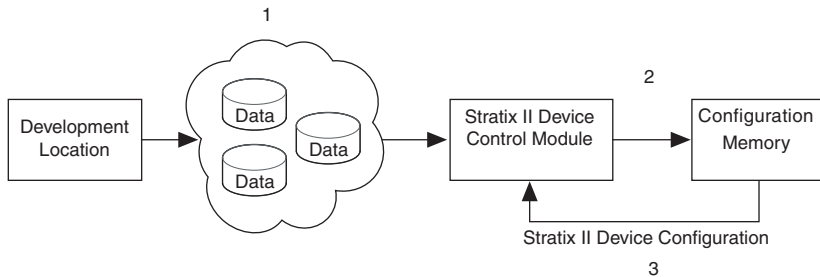 1
Development
Location
Data
Data
Data
Stratix II Device
Control Module
2
Configuration
Memory
Stratix II Device Configuration
3